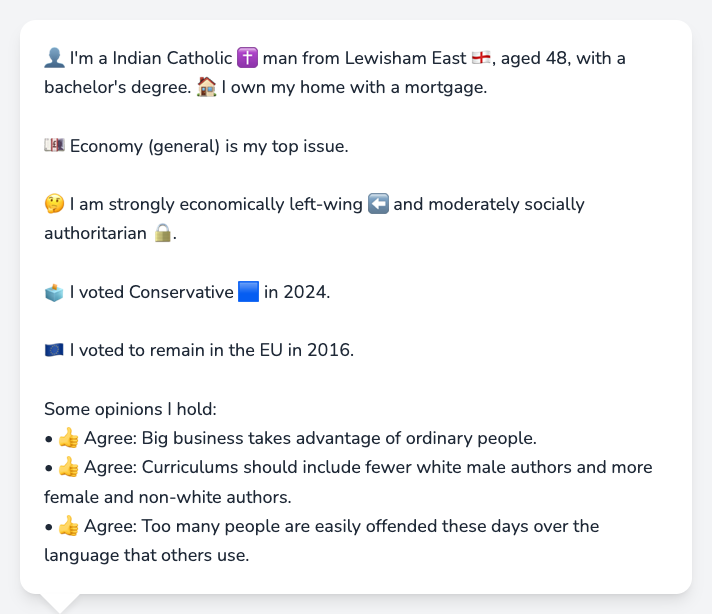 👤 I'm a Indian Catholic ✝️ man from Lewisham East 🏴󠁧󠁢󠁥󠁮󠁧󠁿, aged 48, with a
bachelor's degree. 🏠 I own my home with a mortgage.
💷 Economy (general) is my top issue.
🤔 I am strongly economically left-wing ⬅️ and moderately socially
authoritarian 🔒.
🗳️ I voted Conservative 🟦 in 2024.
🇪🇺 I voted to remain in the EU in 2016.
Some opinions I hold:
• 👍 Agree: Big business takes advantage of ordinary people.
• 👍 Agree: Curriculums should include fewer white male authors and more
female and non-white authors.
• 👍 Agree: Too many people are easily offended these days over the
language that others use.